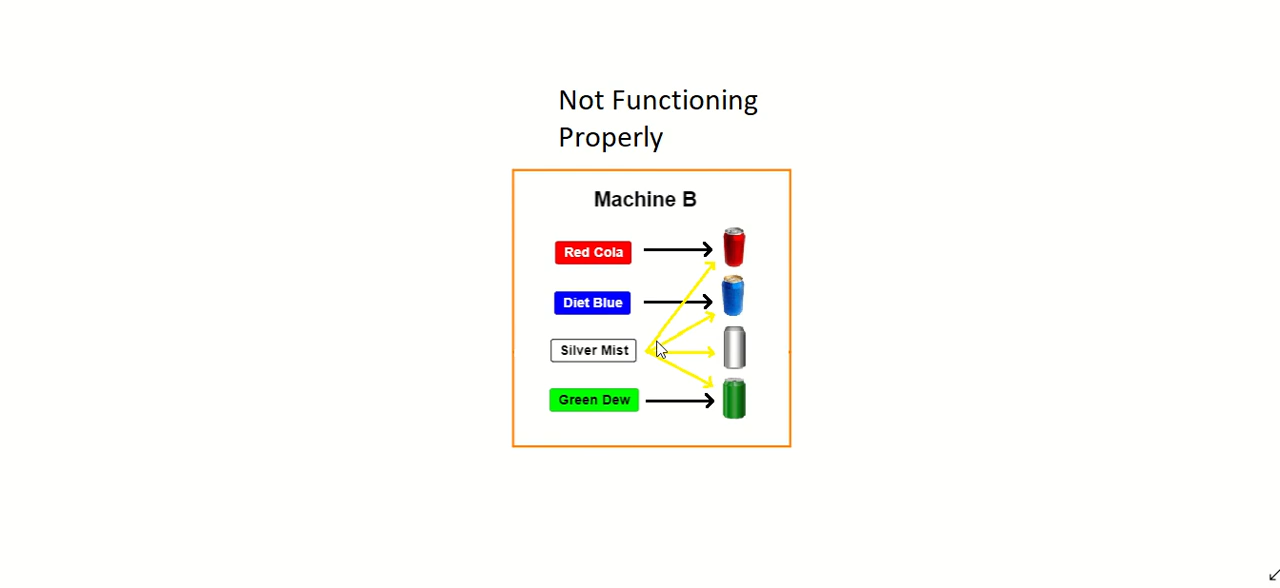 Not Functioning
Properly
Machine B
Red Cola
Diet Blue
Silver Mist
Green Dew